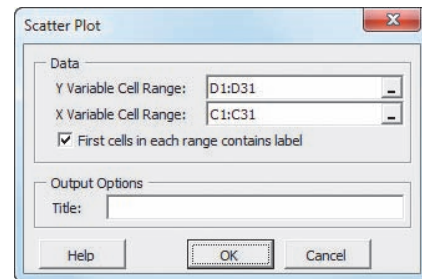 Scatter Plot
Data
Y Variable Cell Range: D1:D31
X Variable Cell Range: C1:C31
First cells in each range contains label
Output Options
Title:
Help OK Cancel